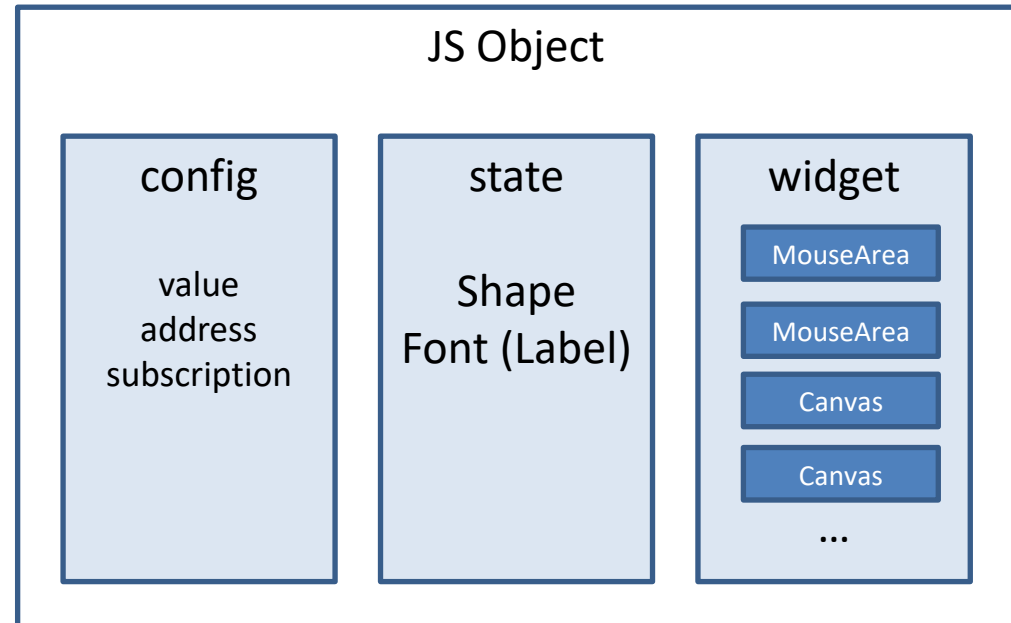 JS Object
config
value
address
subscription
state
Shape
Font (Label)
widget
MouseArea
MouseArea
Canvas
Canvas
...